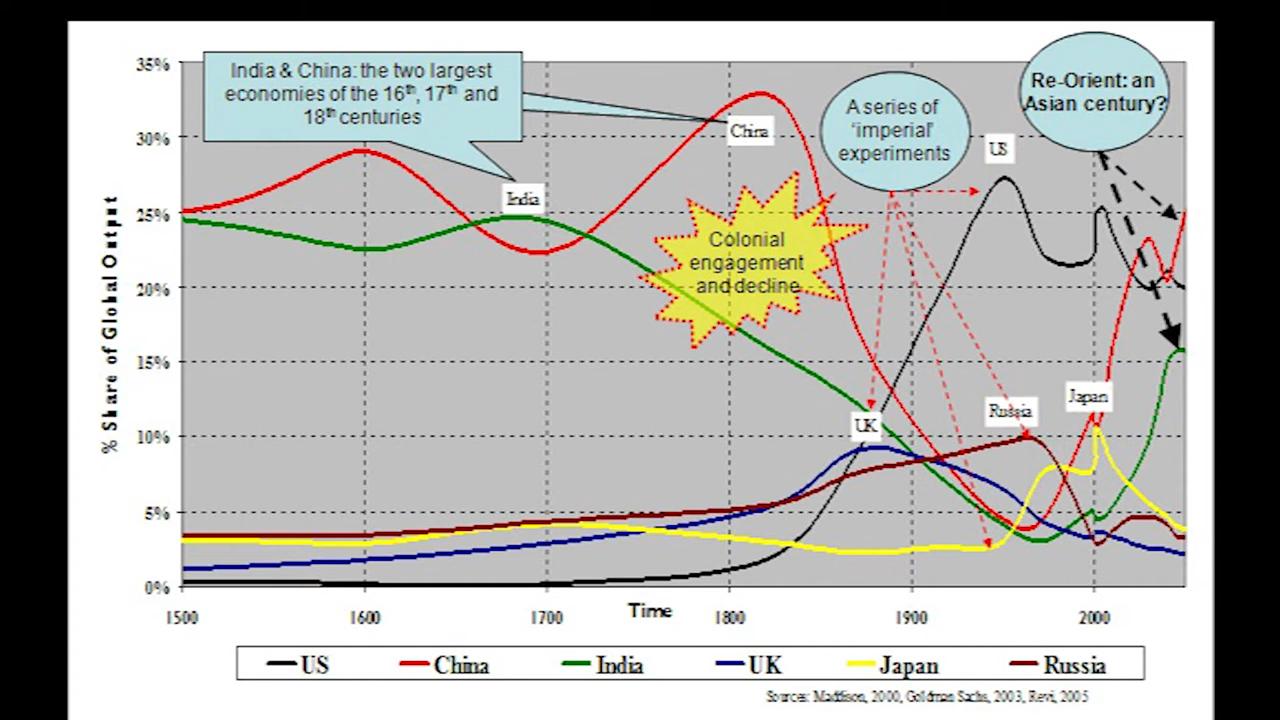 35%
30%
25%
20%
15%
10%
5%
0%
% Share of Global Output
India & China: the two largest
economies of the 16th, 17th and
18th centuries
China
India
Colonial
engagement
and decline
A series of
'imperial'
experiments
Re-Orient: an
Asian century?
US
UK
Russia
Japan
1500
1600
1700
1800
1900
2000
Time
US
China
India
UK
Japan
Russia
Sources: Maddison, 2000, Goldman Sachs, 2003, Revi, 2005